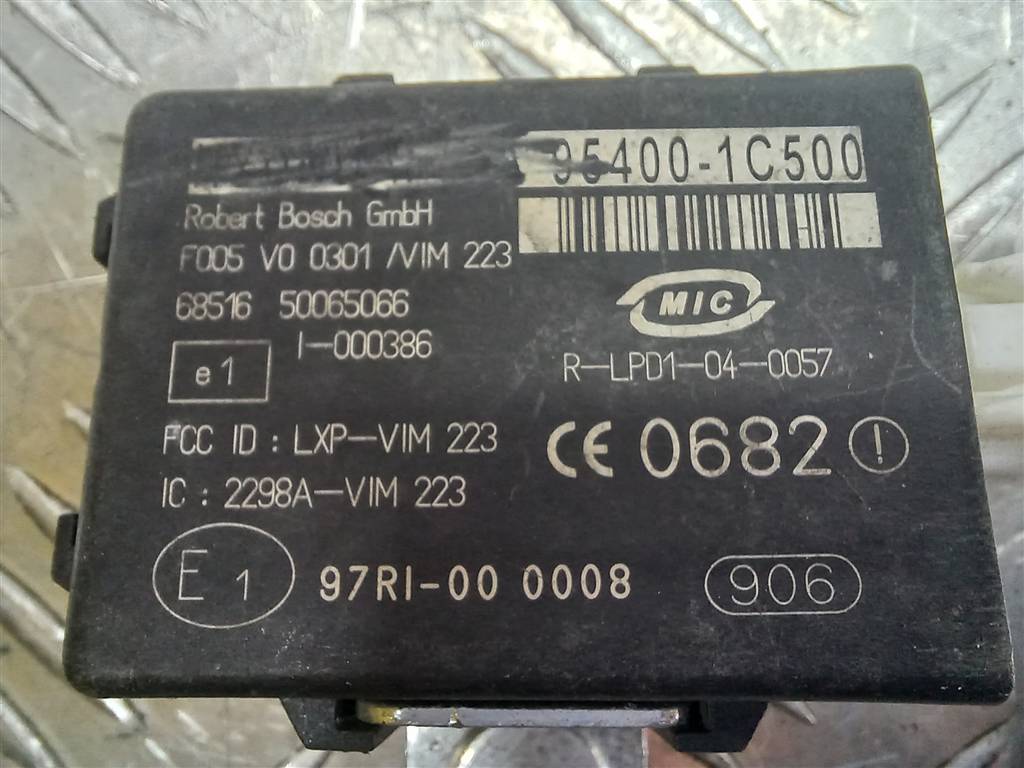 95400-1C500
Robert Bosch GmbH
F005 V0 0301 /VIM 223
68516 50065066
I-000386
e1
MIC
R-LPD1-04-0057
FCC ID : LXP-VIM 223
IC : 2298A-VIM 223
CE 0682 !
E1
97RI-00 0008
906